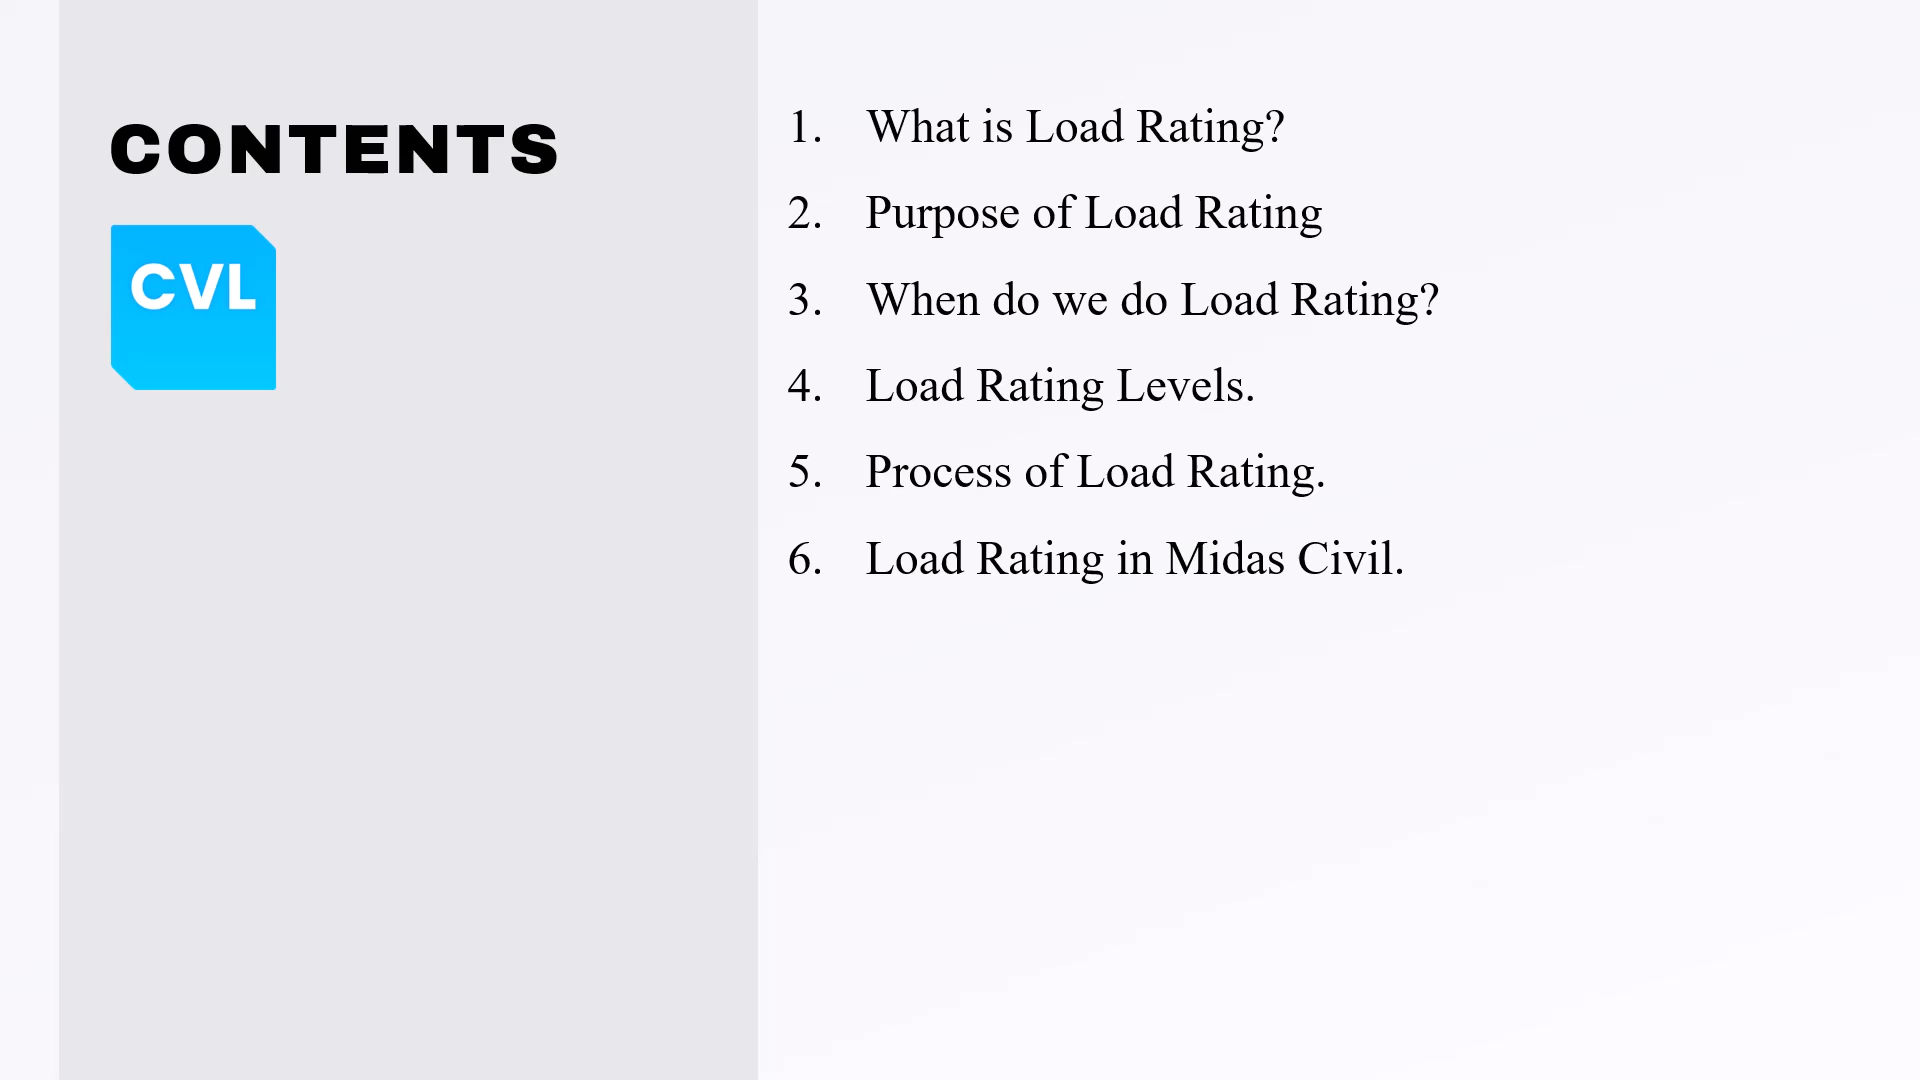 CONTENTS
CVL
1. What is Load Rating?
2. Purpose of Load Rating
3. When do we do Load Rating?
4. Load Rating Levels.
5. Process of Load Rating.
6. Load Rating in Midas Civil.